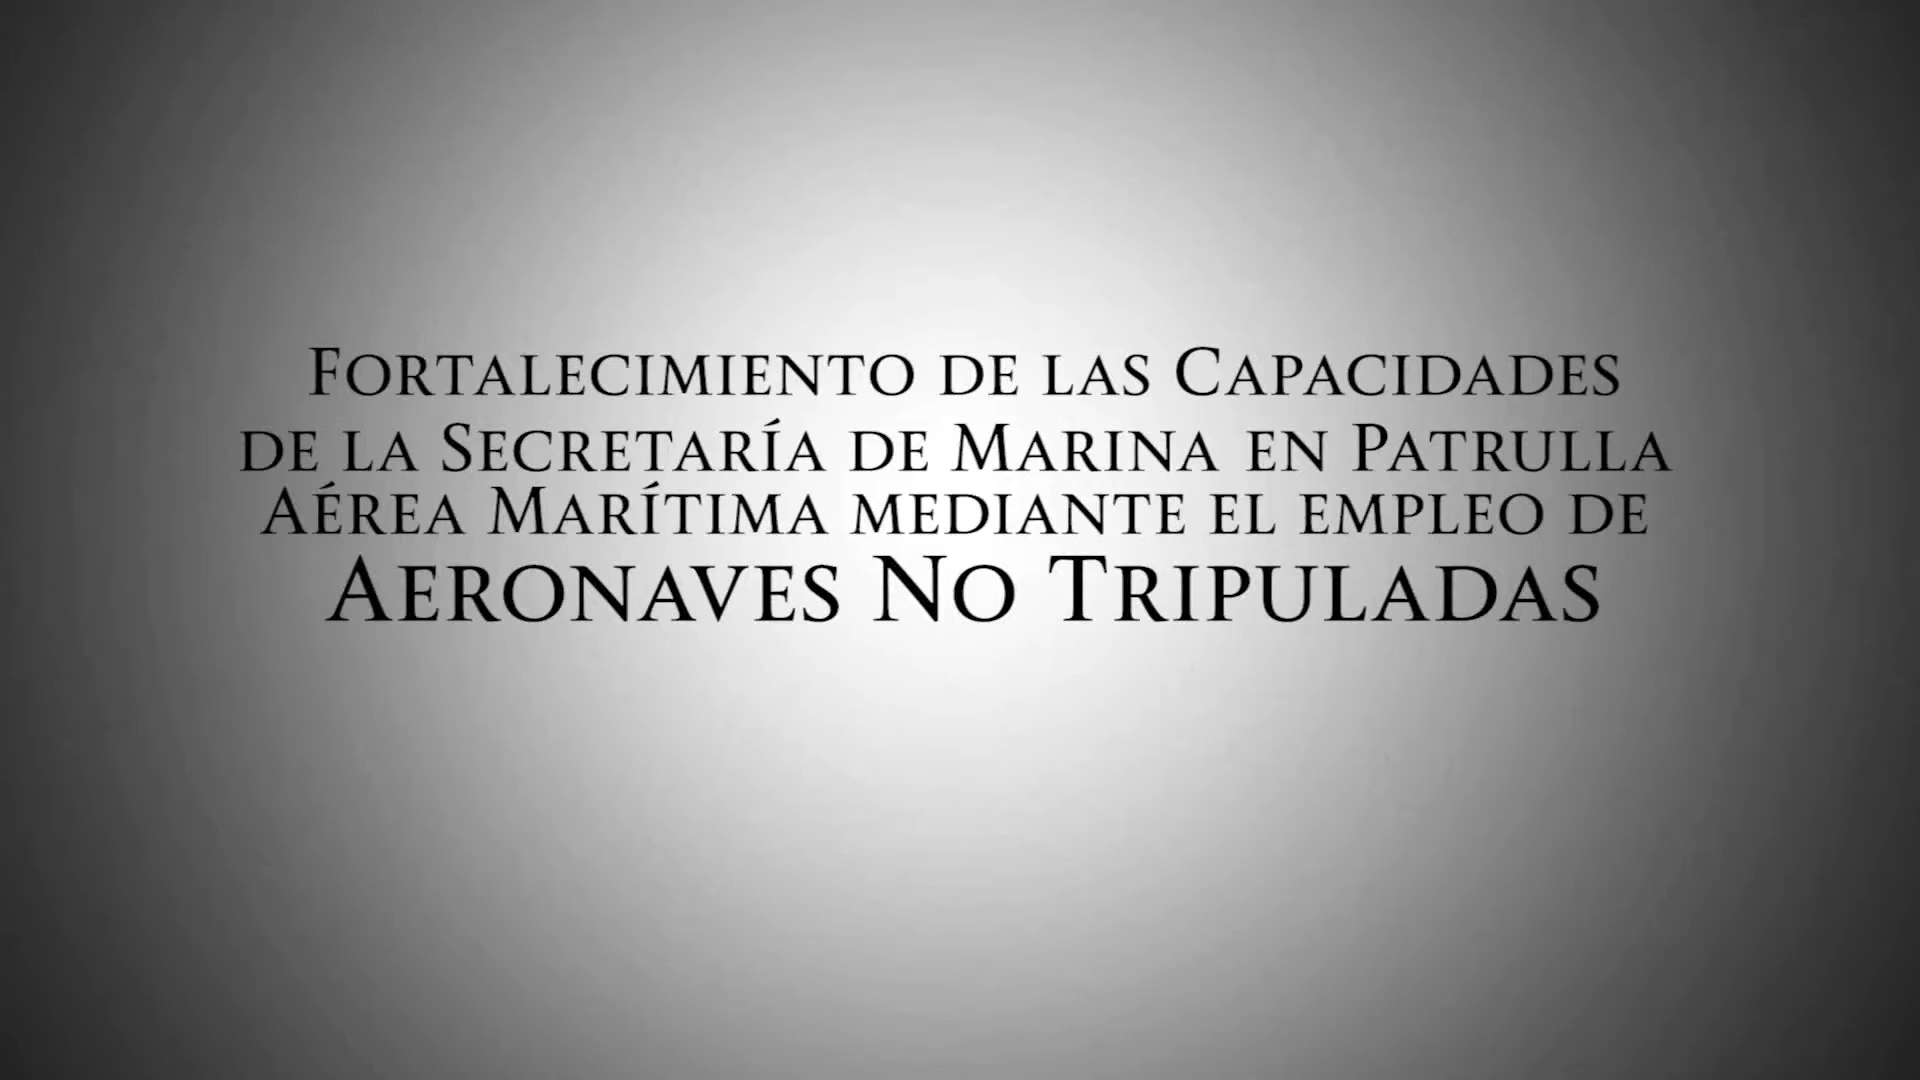 Fortalecimiento de las Capacidades
de la Secretaría de Marina en Patrulla
Aérea Marítima mediante el empleo de
Aeronaves No Tripuladas